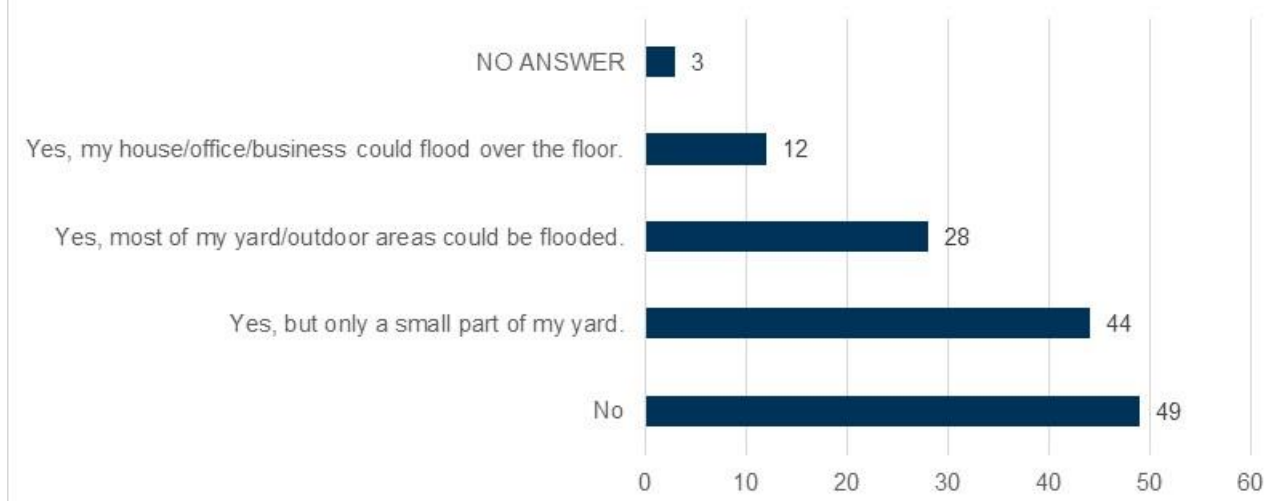 NO ANSWER 3
Yes, my house/office/business could flood over the floor. 12
Yes, most of my yard/outdoor areas could be flooded. 28
Yes, but only a small part of my yard. 44
No 49
0 10 20 30 40 50 60